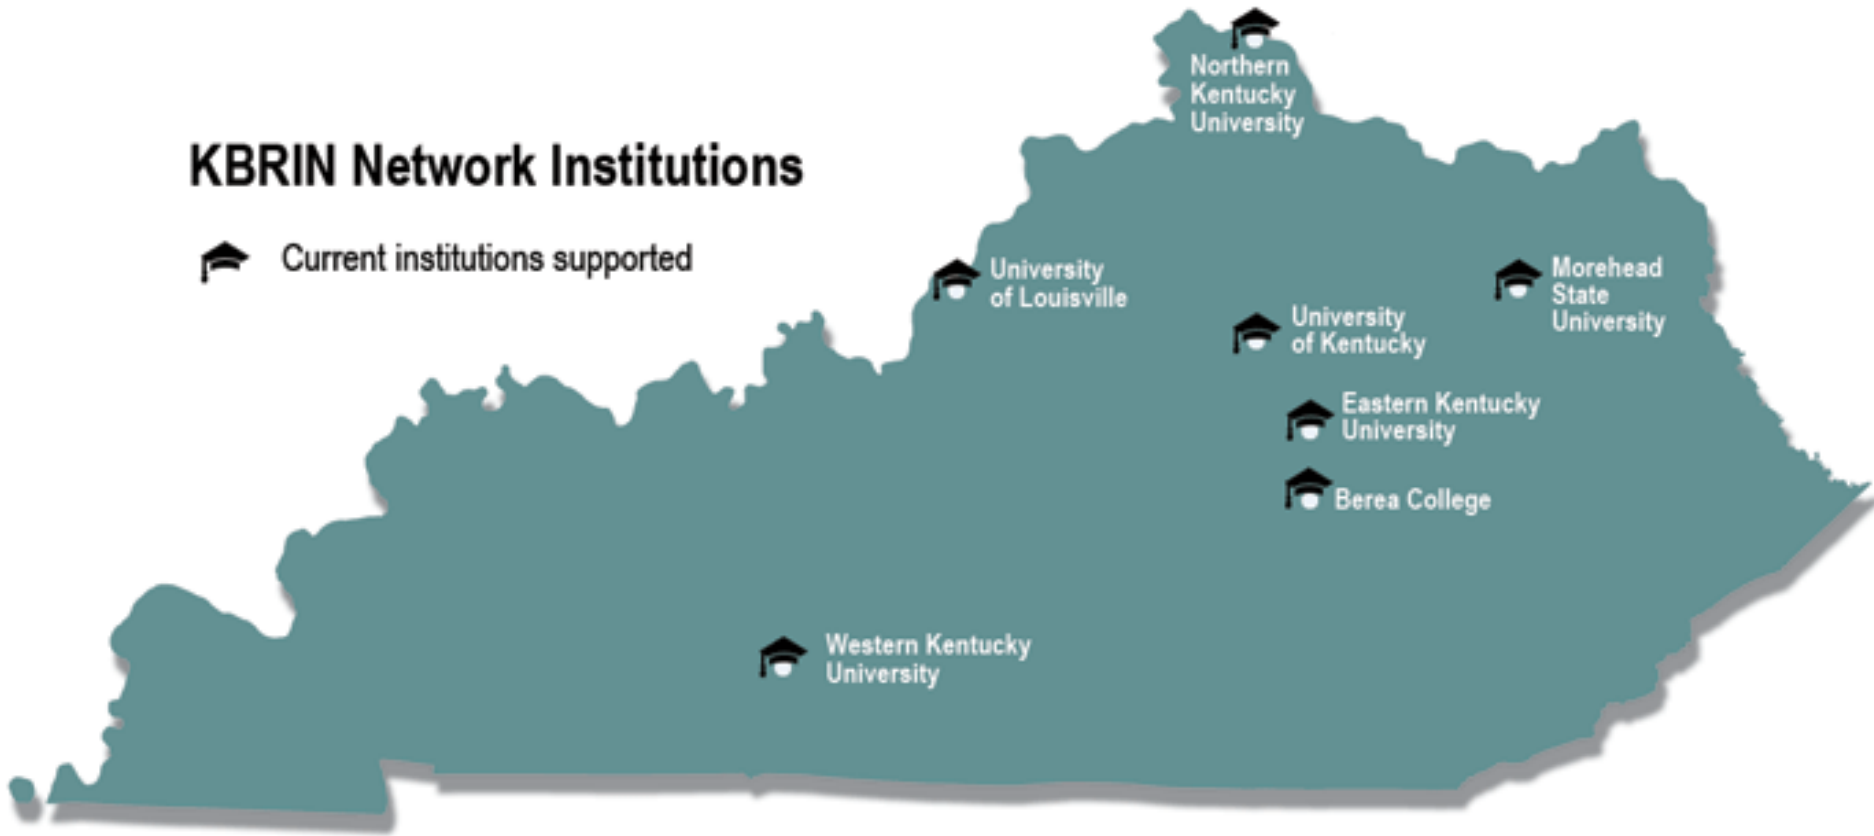 Northern
Kentucky
University
KBRIN Network Institutions
Current institutions supported
University
of Louisville
Morehead
State
University
University
of Kentucky
Eastern Kentucky
University
Berea College
Western Kentucky
University